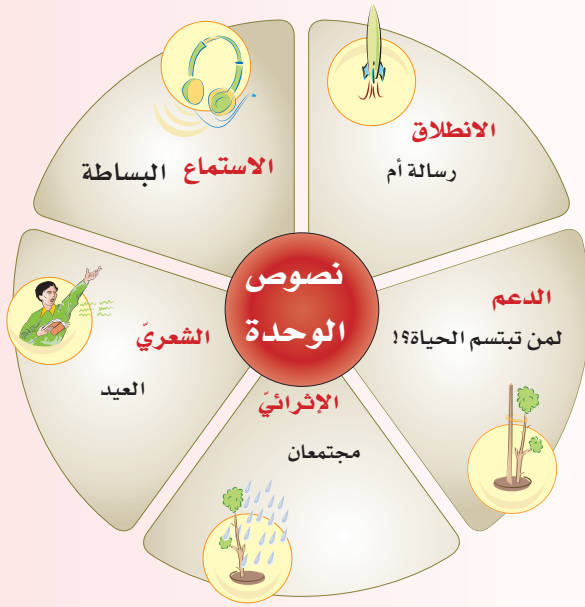 نصوص
الوحدة
الانطلاق
رسالة أم
الدعم
لمن تبتسم الحياة؟!
الإثرائيّ
مجتمعان
الشعريّ
العيد
الاستماع البساطة